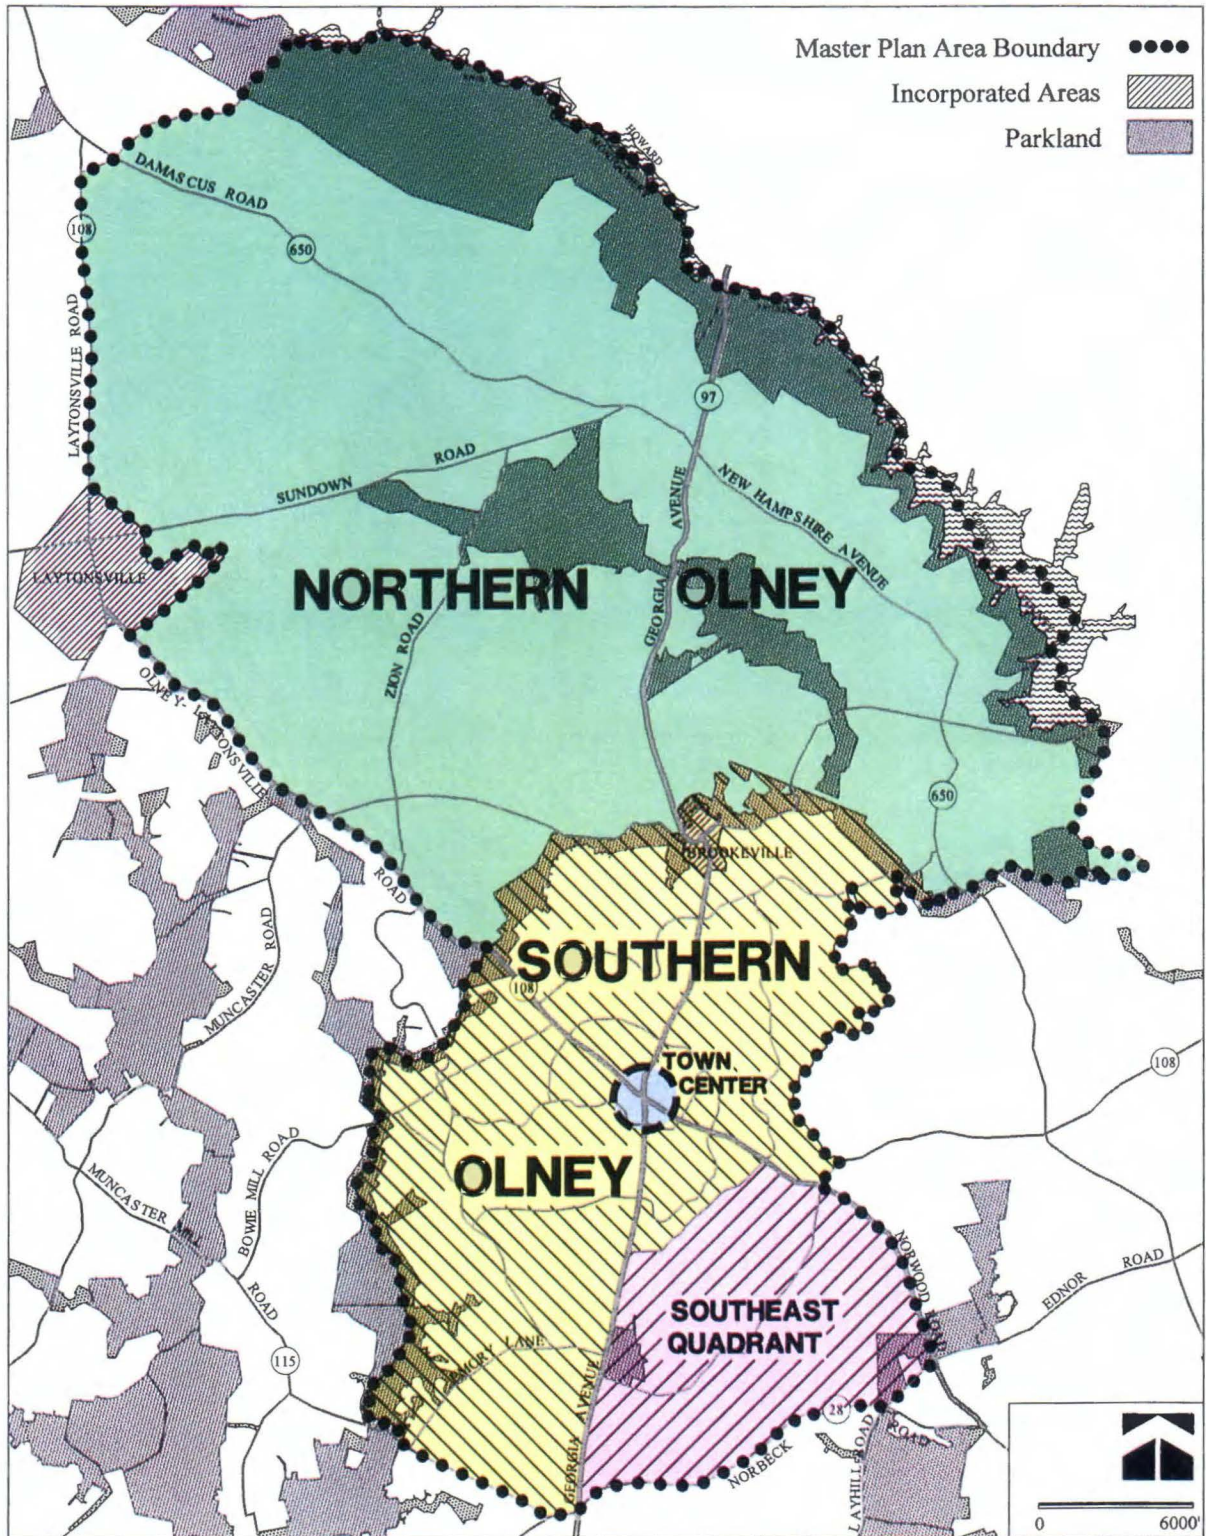 Master Plan Area Boundary
Incorporated Areas
Parkland
HOWARD
DAMASCUS ROAD
108
650
LAYTONSVILLE ROAD
97
SUNDOWN ROAD
AVENUE
NEW HAMPSHIRE AVENUE
LAYTONSVILLE
NORTHERN OLNEY
GEORGIA
ZION ROAD
OLNEY-LAYTONSVILLE
650
BROOKEVILLE
ROAD
MUNCASTER ROAD
SOUTHERN
108
TOWN
CENTER
108
BOWIE MILL ROAD
MUNCASTER MILL
OLNEY
NORWOOD ROAD
EDNOR ROAD
ROAD
SOUTHEAST
QUADRANT
115
EMORY LANE
GEORGIA AVENUE
28
ROAD
NORBECK
LAYHILL ROAD
0 6000'